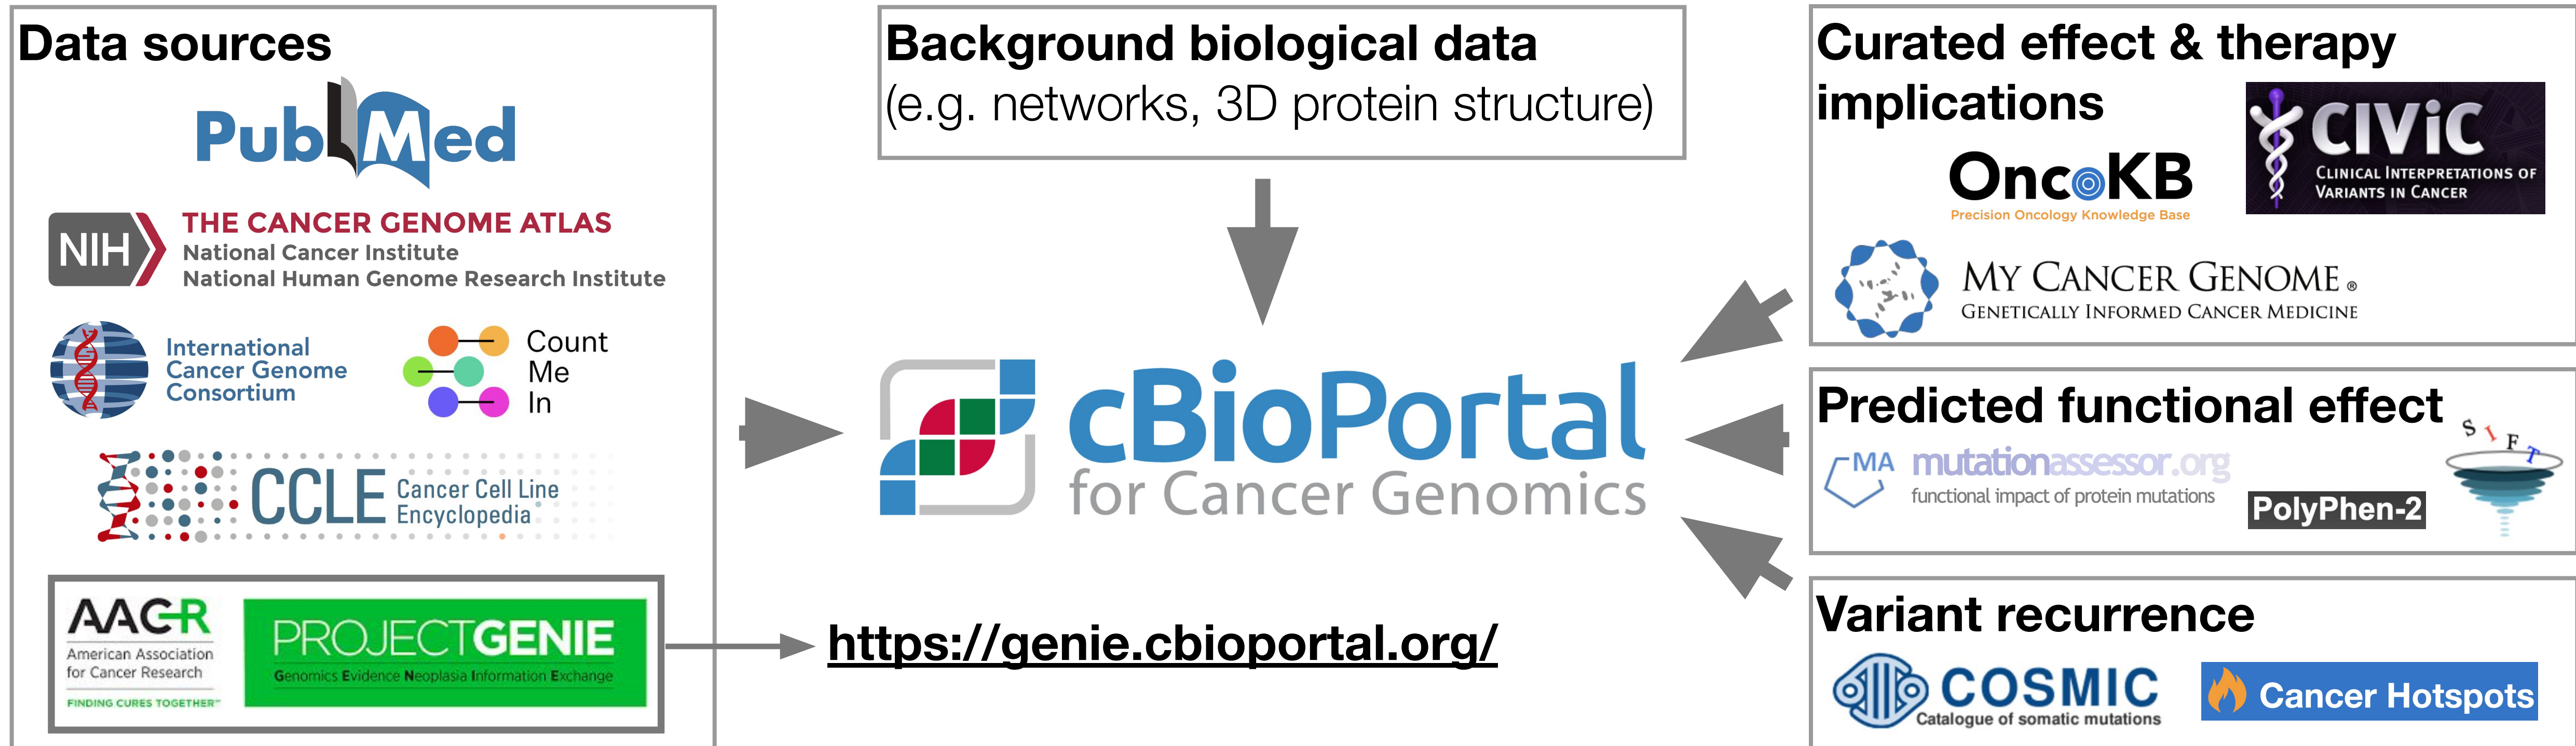 Data sources
PubMed
NIH
THE CANCER GENOME ATLAS
National Cancer Institute
National Human Genome Research Institute
International
Cancer Genome
Consortium
Count
Me
In
CCLE
Cancer Cell Line
Encyclopedia
AACR
American Association
for Cancer Research
FINDING CURES TOGETHER℠
PROJECTGENIE
Genomics Evidence Neoplasia Information Exchange
Background biological data
(e.g. networks, 3D protein structure)
cBioPortal
for Cancer Genomics
https://genie.cbioportal.org/
Curated effect & therapy
implications
OncoKB
Precision Oncology Knowledge Base
CIViC
CLINICAL INTERPRETATIONS OF
VARIANTS IN CANCER
MY CANCER GENOME®
GENETICALLY INFORMED CANCER MEDICINE
Predicted functional effect
MA
mutationassessor.org
functional impact of protein mutations
PolyPhen-2
SIFT
Variant recurrence
COSMIC
Catalogue of somatic mutations
Cancer Hotspots